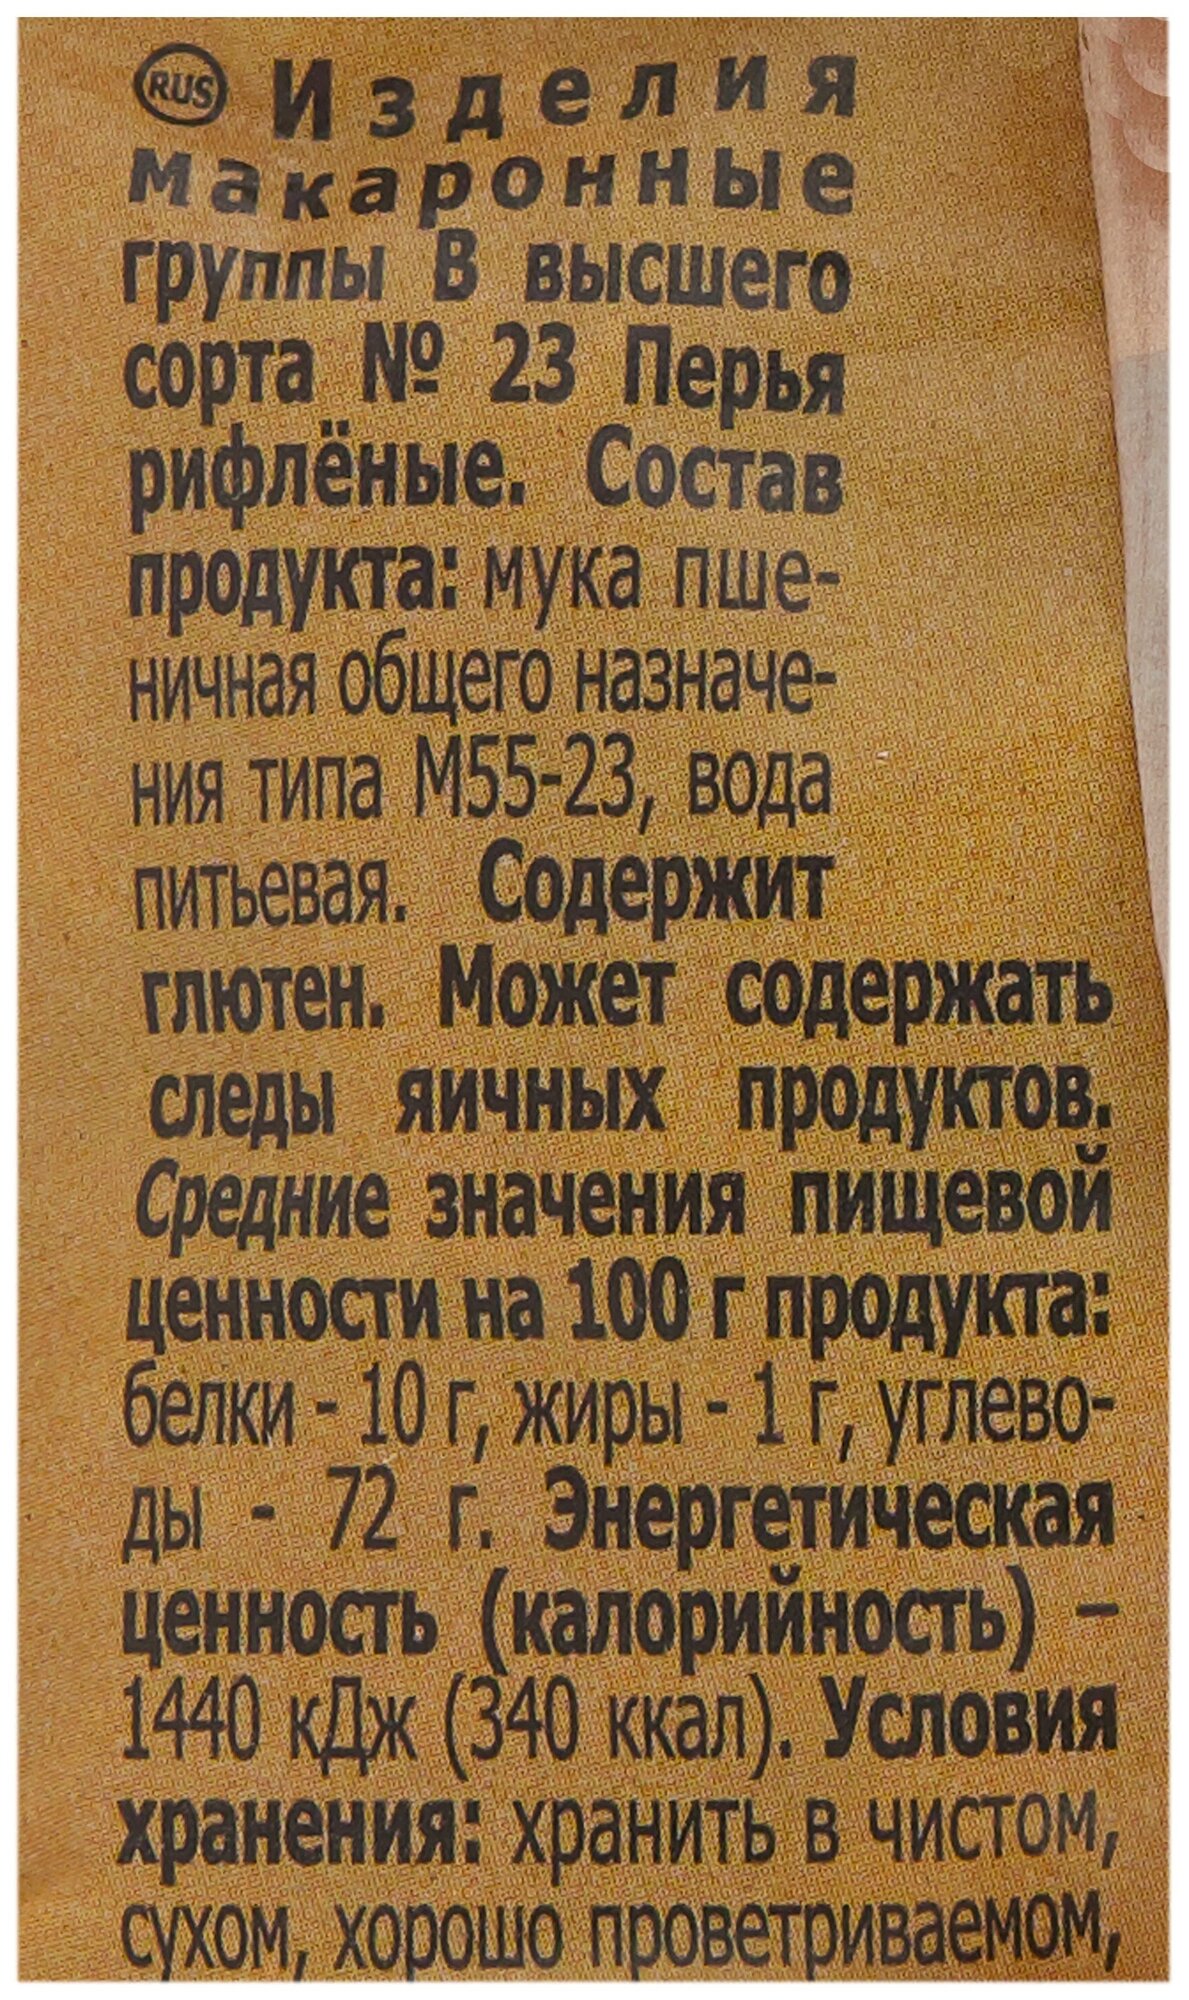 RUS Изделия
макаронные
группы В высшего
сорта № 23 Перья
рифлёные. Состав
продукта: мука пше-
ничная общего назначе-
ния типа М55-23, вода
питьевая. Содержит
глютен. Может содержать
следы яичных продуктов.
Средние значения пищевой
ценности на 100 г продукта:
белки - 10 г, жиры - 1 г, углево-
ды - 72 г. Энергетическая
ценность (калорийность) –
1440 кДж (340 ккал). Условия
хранения: хранить в чистом,
сухом, хорошо проветриваемом,